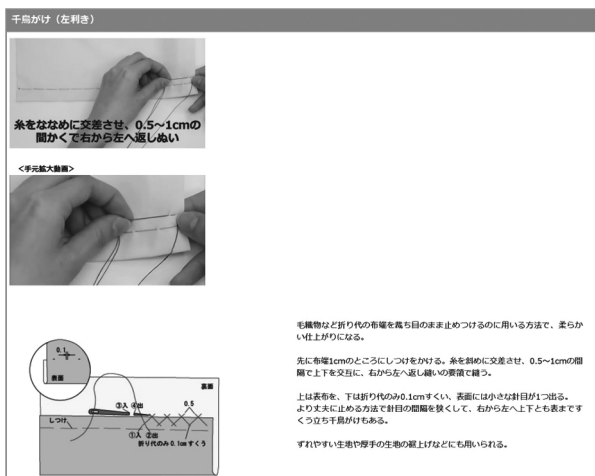 千鳥がけ（左利き）
糸をななめに交差させ、0.5～1cmの
間かくで右から左へ返しぬい
＜手元拡大動画＞
毛織物など折り代の布端を裁ち目のまま止めつけるのに用いる方法で、柔らか
い仕上がりになる。
先に布端1cmのところにしつけをかける。糸を斜めに交差させ、0.5～1cmの間
隔で上下を交互に、右から左へ返し縫いの要領で縫う。
上は表布を、下は折り代のみ0.1cmすくい、表面には小さな針目が1つ出る。
より丈夫に止める方法で針目の間隔を狭くして、右から左へ上下とも表まです
くう立ち千鳥がけもある。
ずれやすい生地や厚手の生地の裾上げなどにも用いられる。
0.1
表面
裏面
③入 ④出
0.5
しつけ
①入 ②出
折り代のみ 0.1cm すくう